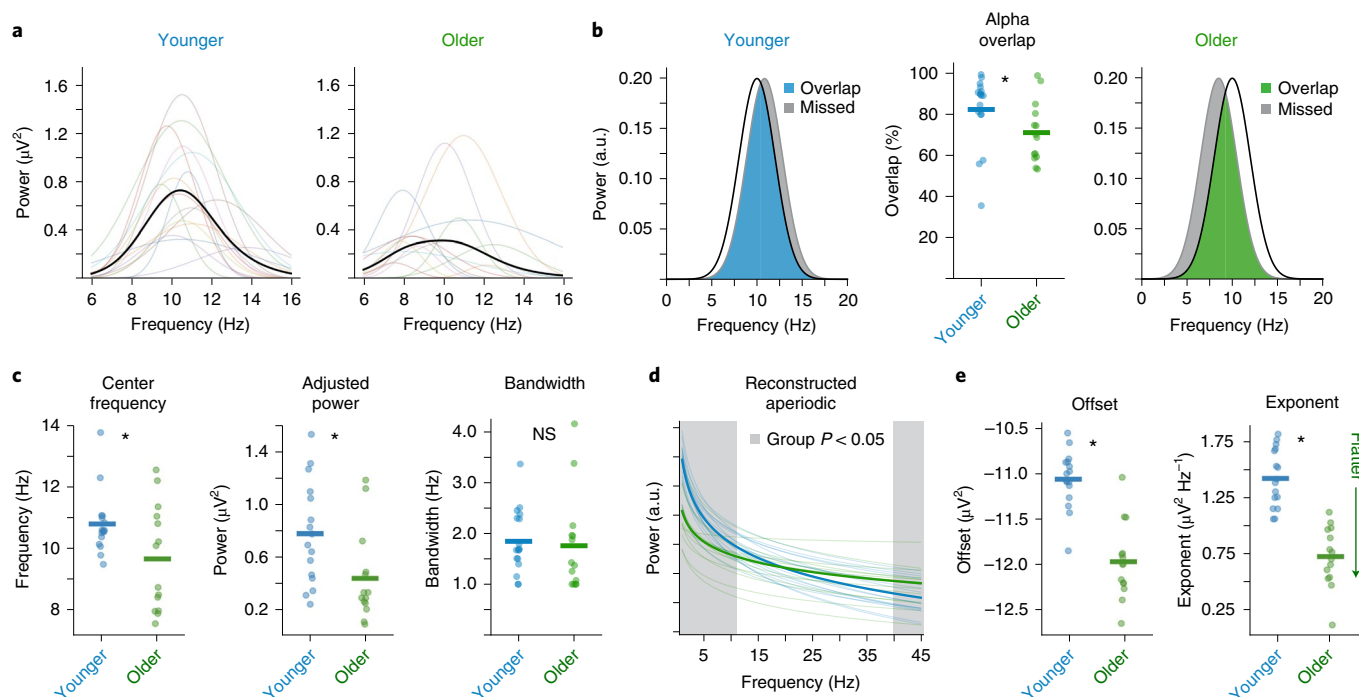 a
Younger
Older
Power (μV²)
1.6
1.2
0.8
0.4
6 8 10 12 14 16
Frequency (Hz)
1.6
1.2
0.8
0.4
6 8 10 12 14 16
Frequency (Hz)
b
Younger
Power (a.u.)
0.20
0.15
0.10
0.05
Overlap
Missed
0 5 10 15 20
Frequency (Hz)
Alpha
overlap
Overlap (%)
100
80
60
40
20
*
Younger
Older
Older
0.20
0.15
0.10
0.05
Overlap
Missed
0 5 10 15 20
Frequency (Hz)
c
Center
frequency
Frequency (Hz)
14
12
10
8
*
Younger
Older
Adjusted
power
Power (μV²)
1.4
1.0
0.6
0.2
*
Younger
Older
Bandwidth
Bandwidth (Hz)
4.0
3.0
2.0
1.0
NS
Younger
Older
d
Reconstructed
aperiodic
Group P < 0.05
Power (a.u.)
5 15 25 35 45
Frequency (Hz)
e
Offset
Offset (μV²)
−10.5
−11.0
−11.5
−12.0
−12.5
*
Younger
Older
Exponent
Exponent (μV² Hz⁻¹)
1.75
1.25
0.75
0.25
*
Younger
Older
Flatter